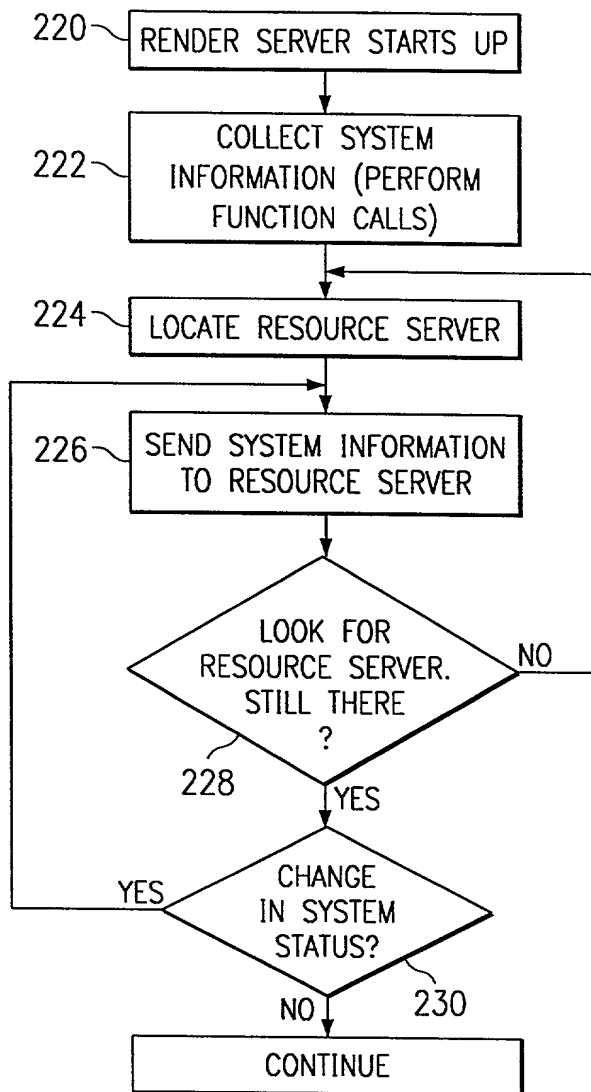 220
RENDER SERVER STARTS UP
222
COLLECT SYSTEM
INFORMATION (PERFORM
FUNCTION CALLS)
224
LOCATE RESOURCE SERVER
226
SEND SYSTEM INFORMATION
TO RESOURCE SERVER
LOOK FOR
RESOURCE SERVER.
STILL THERE
?
NO
228
YES
YES
CHANGE
IN SYSTEM
STATUS?
230
NO
CONTINUE